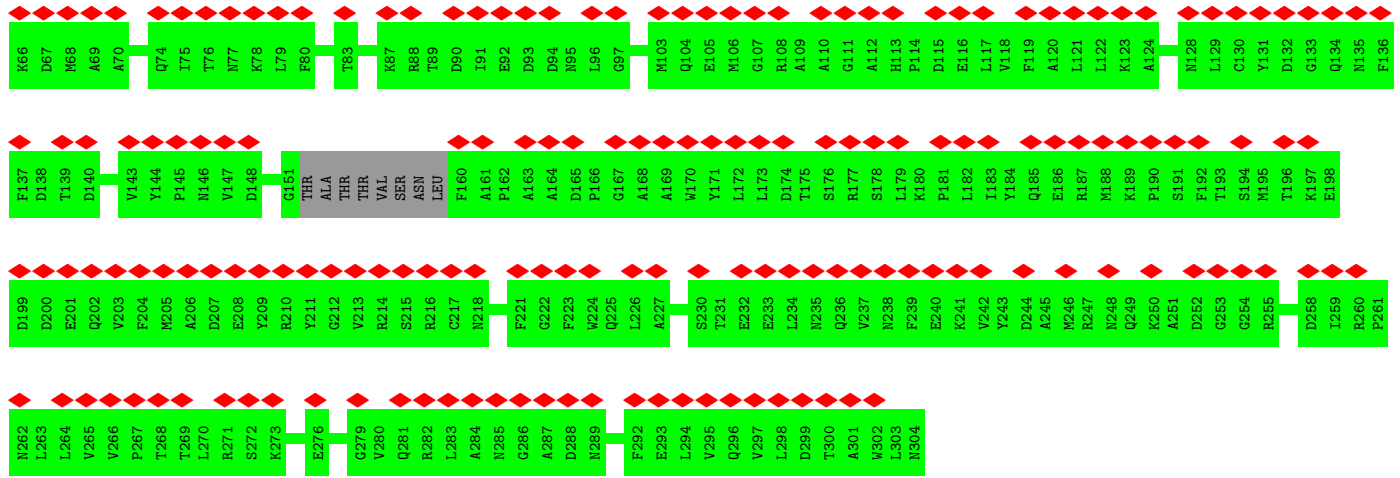 K66 D67 M68 A69 A70 Q74 I75 T76 N77 K78 L79 F80 T83 K87 R88 T89 D90 I91 E92 D93 D94 N95 L96 G97 M103 Q104 E105 M106 G107 R108 A109 A110 G111 A112 H113 P114 D115 E116 L117 V118 F119 A120 L121 L122 K123 A124 N128 L129 C130 Y131 D132 G133 Q134 N135 F136
F137 D138 T139 D140 V143 Y144 P145 N146 V147 D148 G151 THR ALA THR THR VAL SER ASN LEU F160 A161 P162 A163 A164 D165 P166 G167 A168 A169 W170 Y171 L172 L173 D174 T175 S176 R177 S178 L179 K180 P181 L182 I183 Y184 Q185 E186 R187 M188 K189 P190 S191 F192 T193 S194 M195 T196 K197 E198
D199 D200 E201 Q202 V203 F204 M205 A206 D207 E208 Y209 R210 Y211 G212 V213 R214 S215 R216 C217 N218 F221 G222 F223 W224 Q225 L226 A227 S230 T231 E232 E233 L234 N235 Q236 V237 N238 F239 E240 K241 V242 Y243 D244 A245 M246 R247 N248 Q249 K250 A251 D252 G253 G254 R255 D258 I259 R260 P261
N262 L263 L264 V265 V266 P267 T268 T269 L270 R271 S272 K273 E276 G279 V280 Q281 R282 L283 A284 N285 G286 A287 D288 N289 F292 E293 L294 V295 Q296 V297 L298 D299 T300 A301 W302 L303 N304